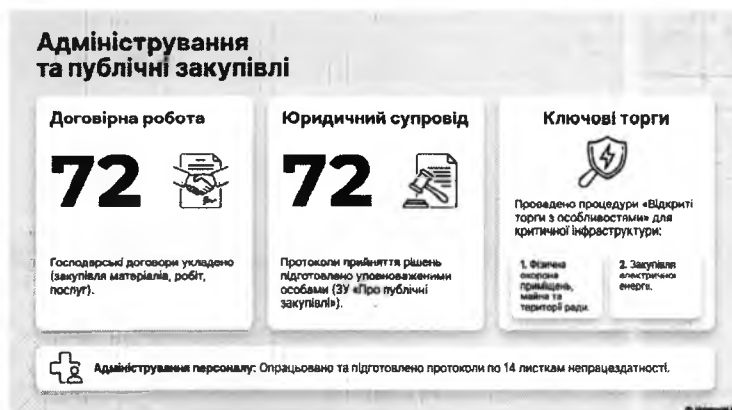 Адміністрування
та публічні закупівлі
Договірна робота
72
Господарські договори укладено
(закупівля матеріалів, робіт,
послуг).
Юридичний супровід
72
Протоколи прийняття рішень
підготовлено уповноваженими
особами (ЗУ «Про публічні
закупівлі»).
Ключові торги
Проведено процедури «Відкриті
торги з особливостями» для
критичної інфраструктури:
1. Фізична
охорона
приміщень,
майна та
території ради.
2. Закупівля
електричної
енергії.
Адміністрування персоналу: Опрацьовано та підготовлено протоколи по 14 листкам непрацездатності.